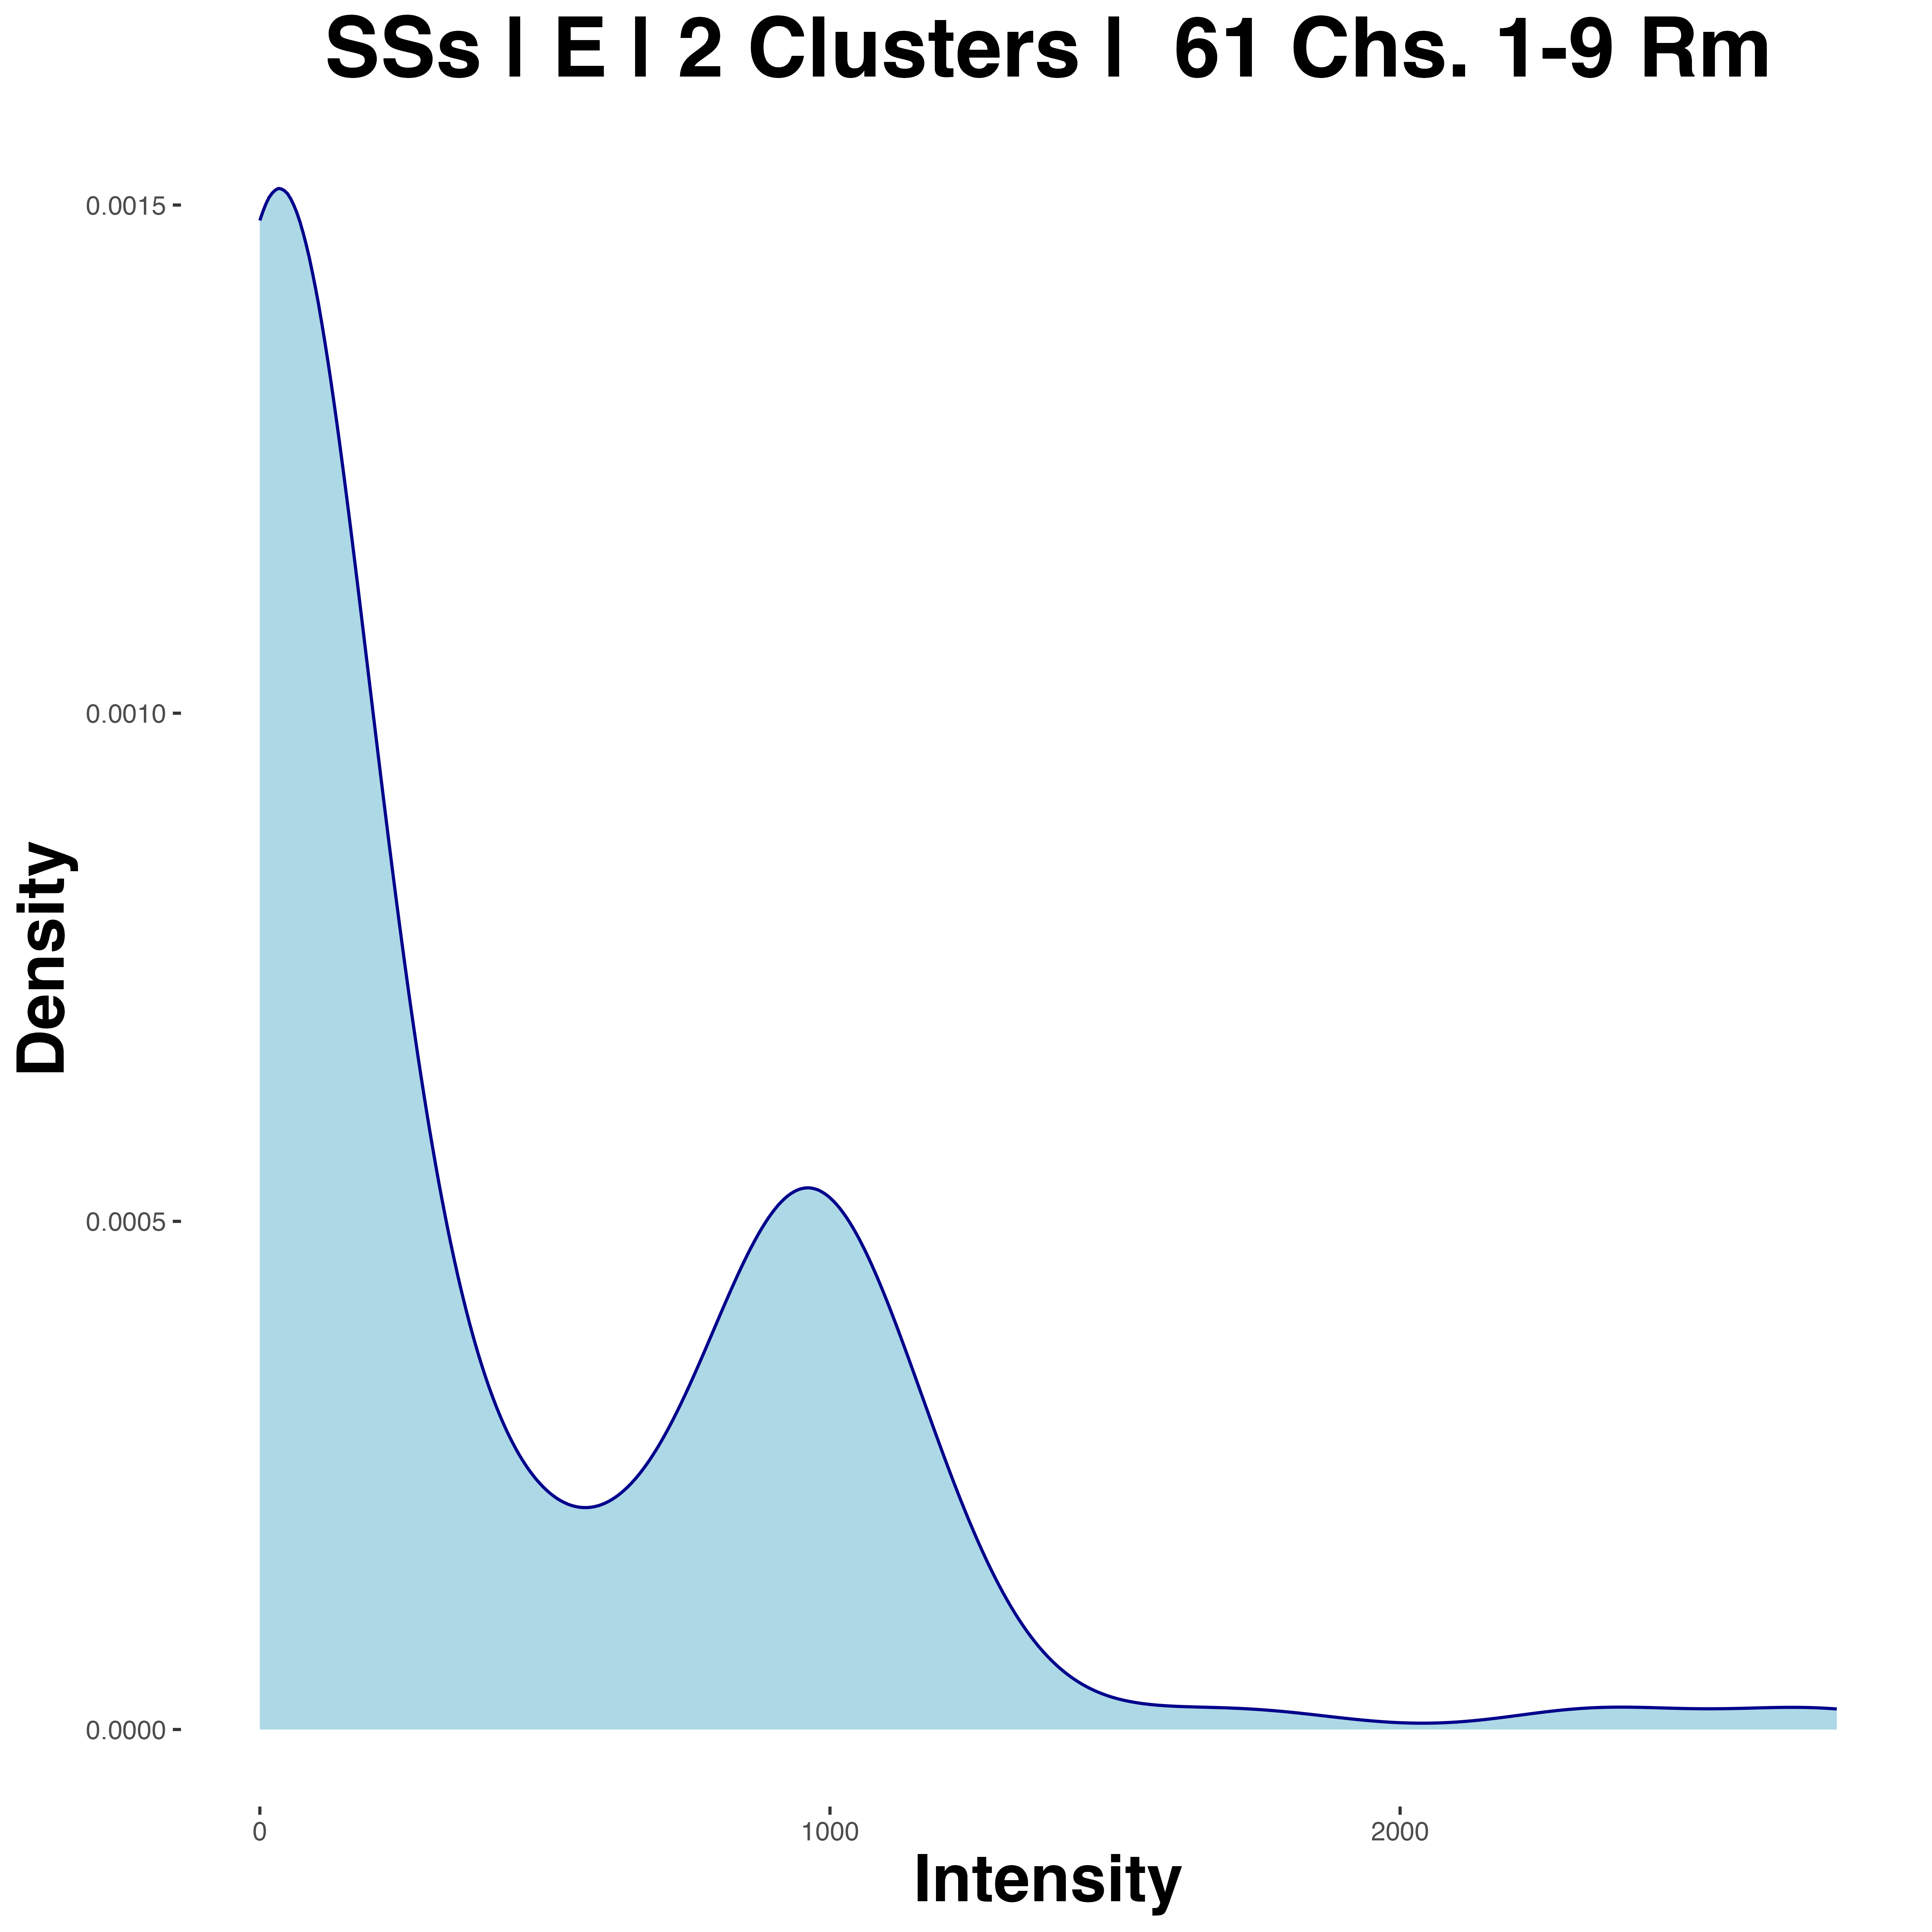 SSs | E | 2 Clusters |  61 Chs. 1-9 Rm
0.0015
0.0010
0.0005
0.0000
Density
0
1000
2000
Intensity